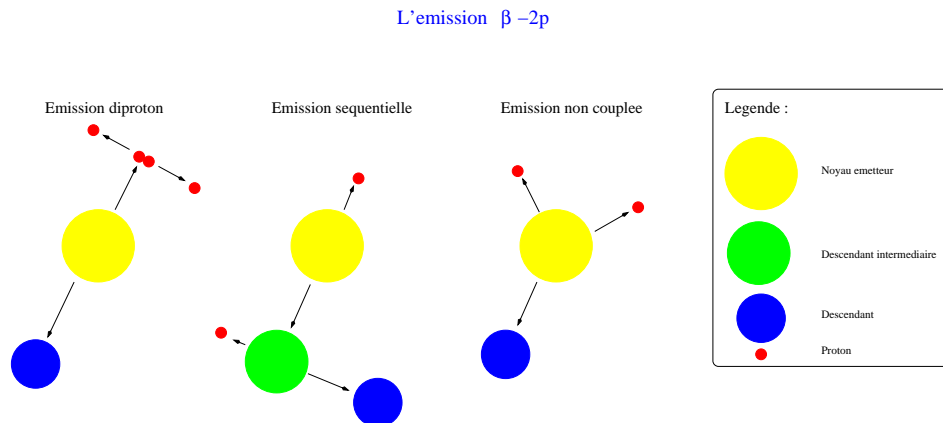 L'emission β –2p
Emission diproton
Emission sequentielle
Emission non couplee
Legende :
Noyau emetteur
Descendant intermediaire
Descendant
Proton